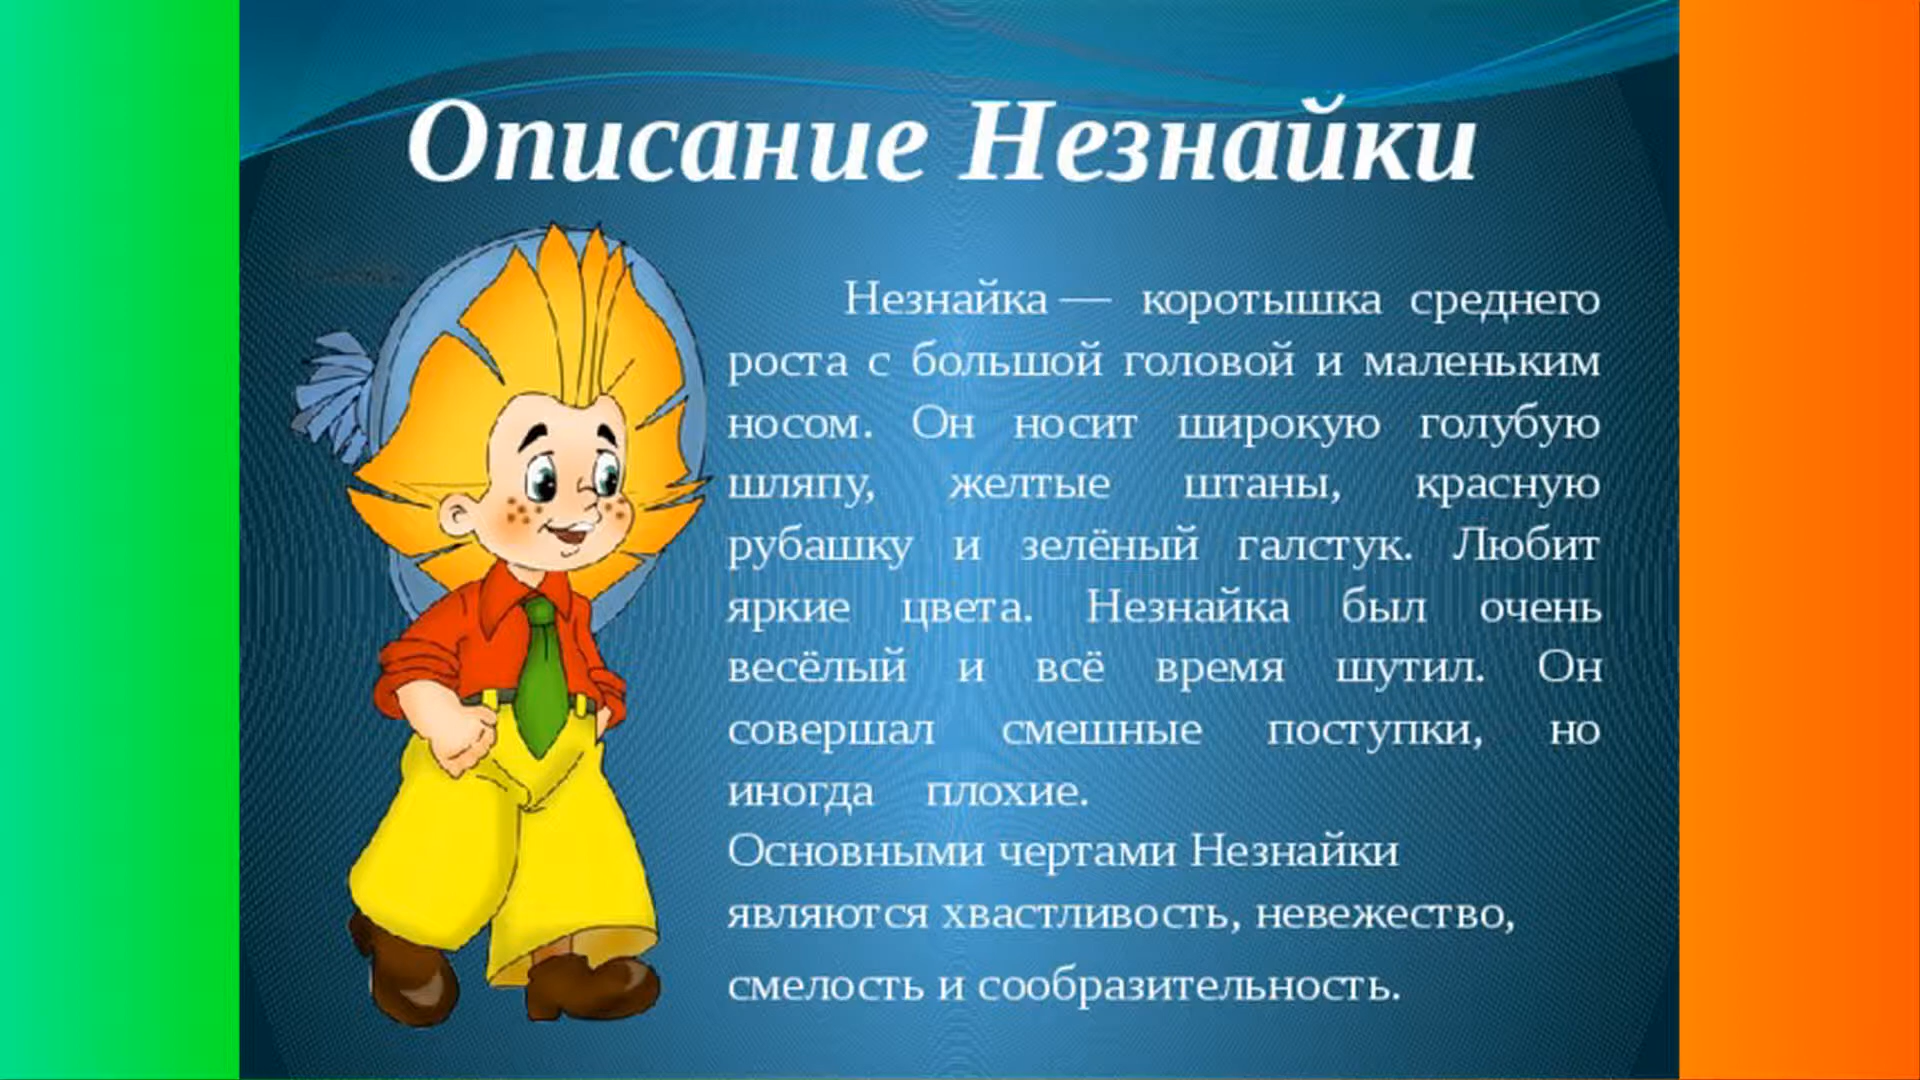 Описание Незнайки
Незнайка — коротышка среднего
роста с большой головой и маленьким
носом. Он носит широкую голубую
шляпу, желтые штаны, красную
рубашку и зелёный галстук. Любит
яркие цвета. Незнайка был очень
весёлый и всё время шутил. Он
совершал смешные поступки, но
иногда плохие.
Основными чертами Незнайки
являются хвастливость, невежество,
смелость и сообразительность.